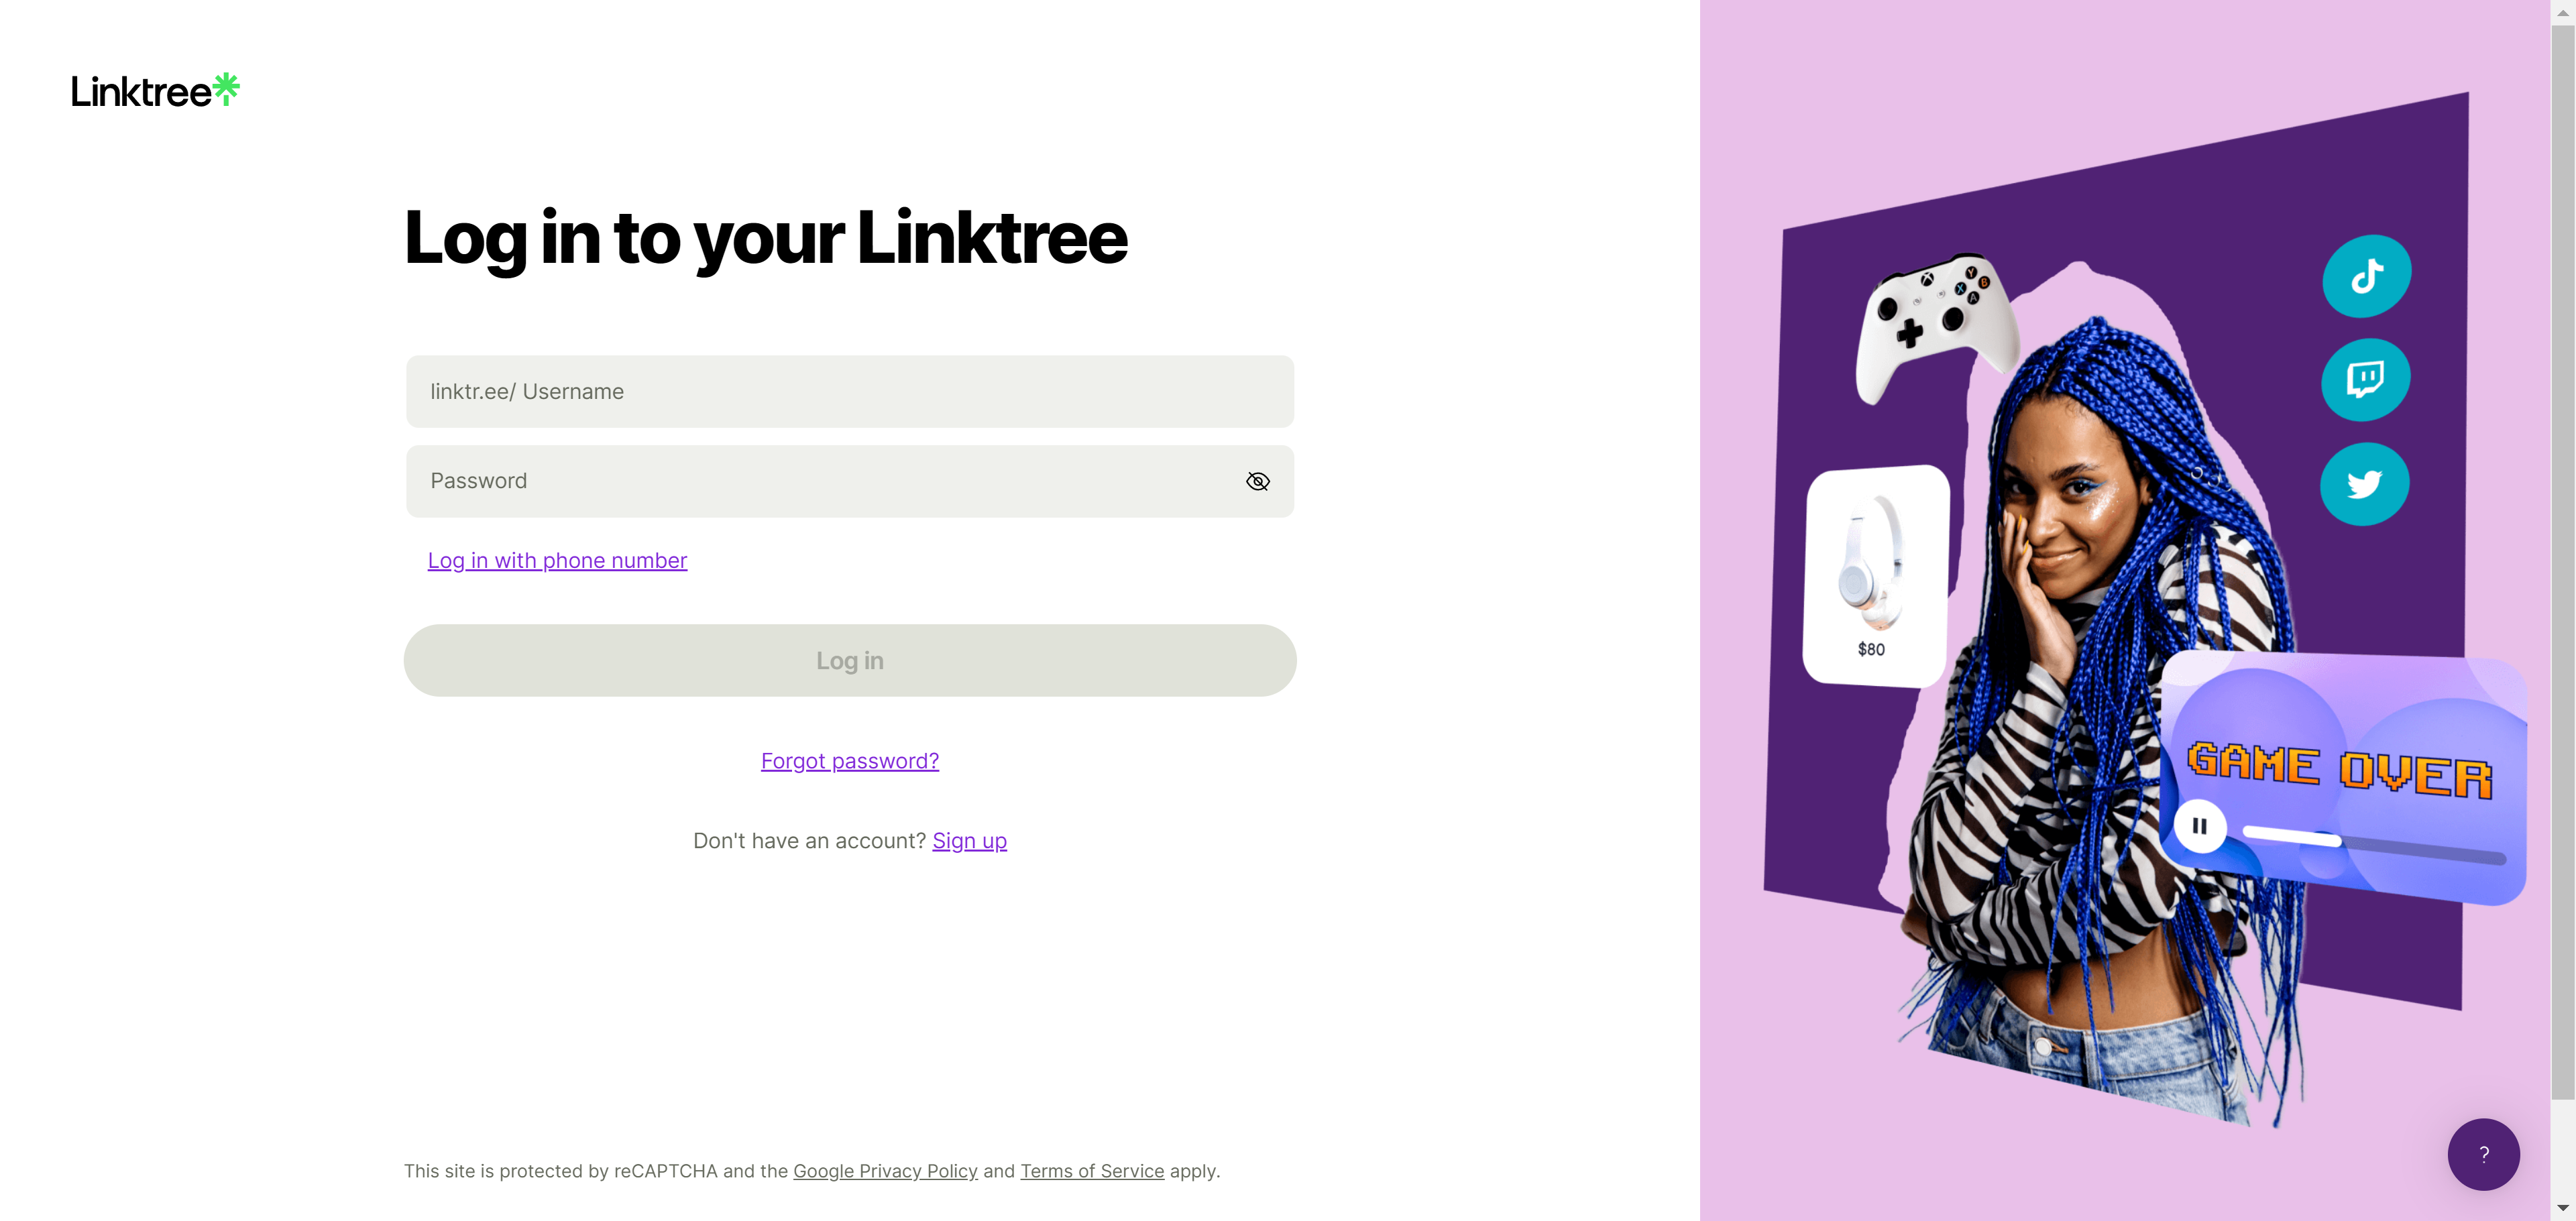 Linktree
Log in to your Linktree
linktr.ee/ Username
Password
Log in with phone number
Log in
Forgot password?
Don't have an account? Sign up
This site is protected by reCAPTCHA and the Google Privacy Policy and Terms of Service apply.
Y
X
B
A
$80
GAME OVER
?